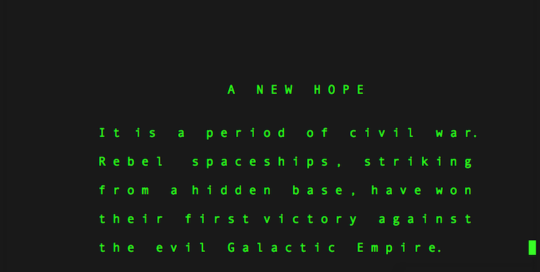 A NEW HOPE
It is a period of civil war.
Rebel spaceships, striking
from a hidden base, have won
their first victory against
the evil Galactic Empire.